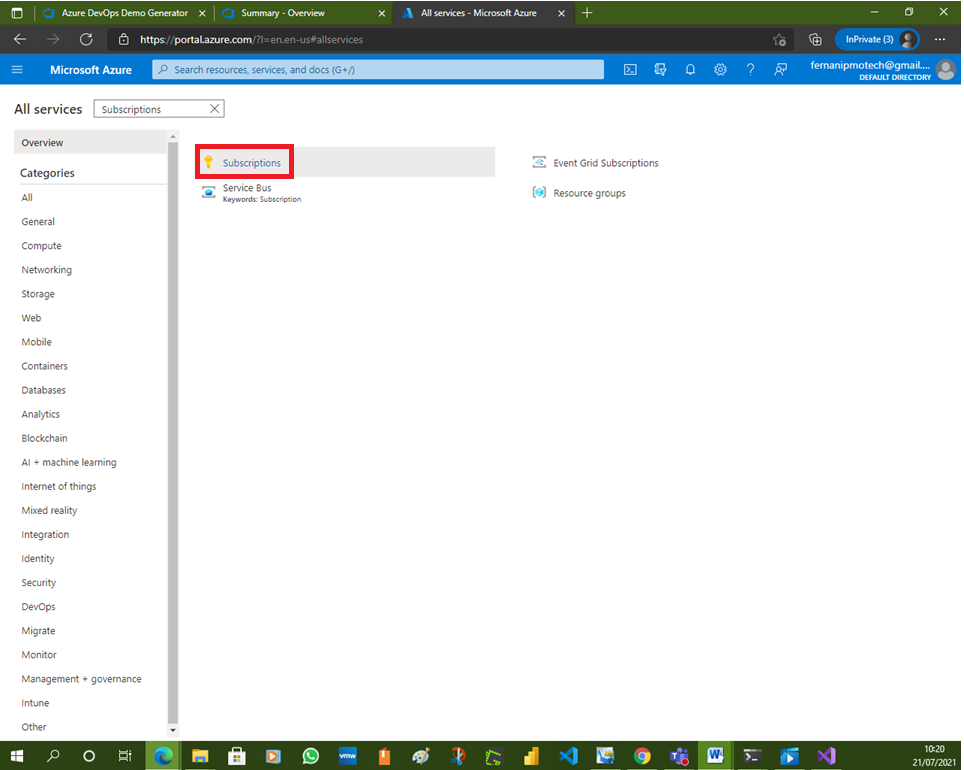 Azure DevOps Demo Generator
Summary - Overview
All services - Microsoft Azure
https://portal.azure.com/?l=en.en-us#allservices
InPrivate (3)
Microsoft Azure
Search resources, services, and docs (G+/)
fernanipmotech@gmail....
DEFAULT DIRECTORY
All services
Subscriptions
Overview
Categories
All
General
Compute
Networking
Storage
Web
Mobile
Containers
Databases
Analytics
Blockchain
AI + machine learning
Internet of things
Mixed reality
Integration
Identity
Security
DevOps
Migrate
Monitor
Management + governance
Intune
Other
Subscriptions
Service Bus
Keywords: Subscription
Event Grid Subscriptions
Resource groups
vmw
10:20
21/07/2021